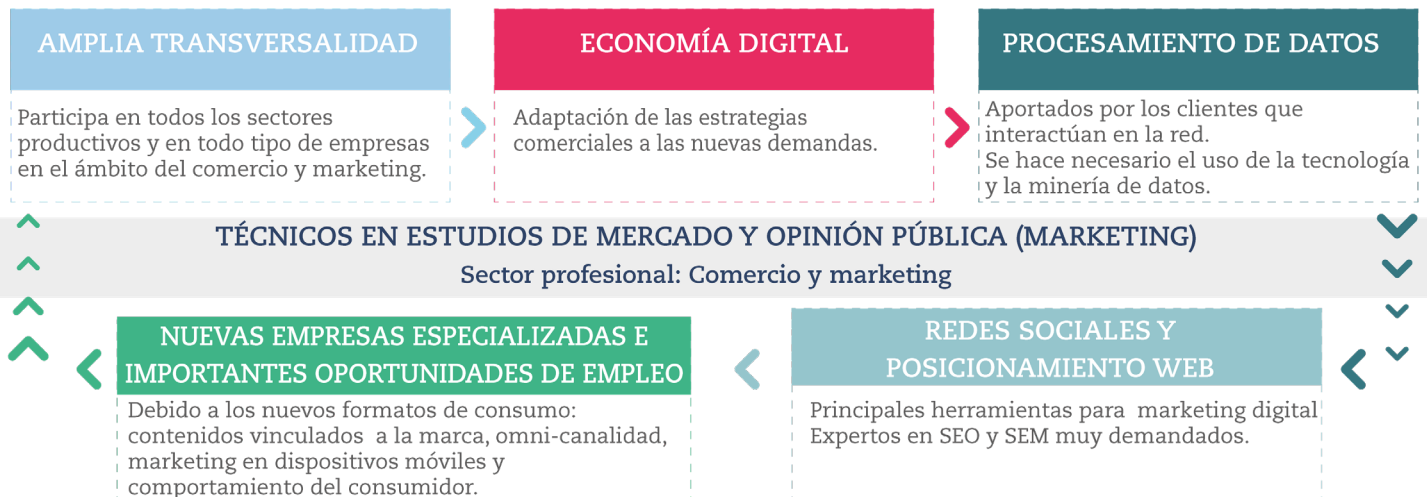 AMPLIA TRANSVERSALIDAD
Participa en todos los sectores
productivos y en todo tipo de empresas
en el ámbito del comercio y marketing.
ECONOMÍA DIGITAL
Adaptación de las estrategias
comerciales a las nuevas demandas.
PROCESAMIENTO DE DATOS
Aportados por los clientes que
interactúan en la red.
Se hace necesario el uso de la tecnología
y la minería de datos.
TÉCNICOS EN ESTUDIOS DE MERCADO Y OPINIÓN PÚBLICA (MARKETING)
Sector profesional: Comercio y marketing
NUEVAS EMPRESAS ESPECIALIZADAS E
IMPORTANTES OPORTUNIDADES DE EMPLEO
Debido a los nuevos formatos de consumo:
contenidos vinculados a la marca, omni-canalidad,
marketing en dispositivos móviles y
comportamiento del consumidor.
REDES SOCIALES Y
POSICIONAMIENTO WEB
Principales herramientas para marketing digital
Expertos en SEO y SEM muy demandados.